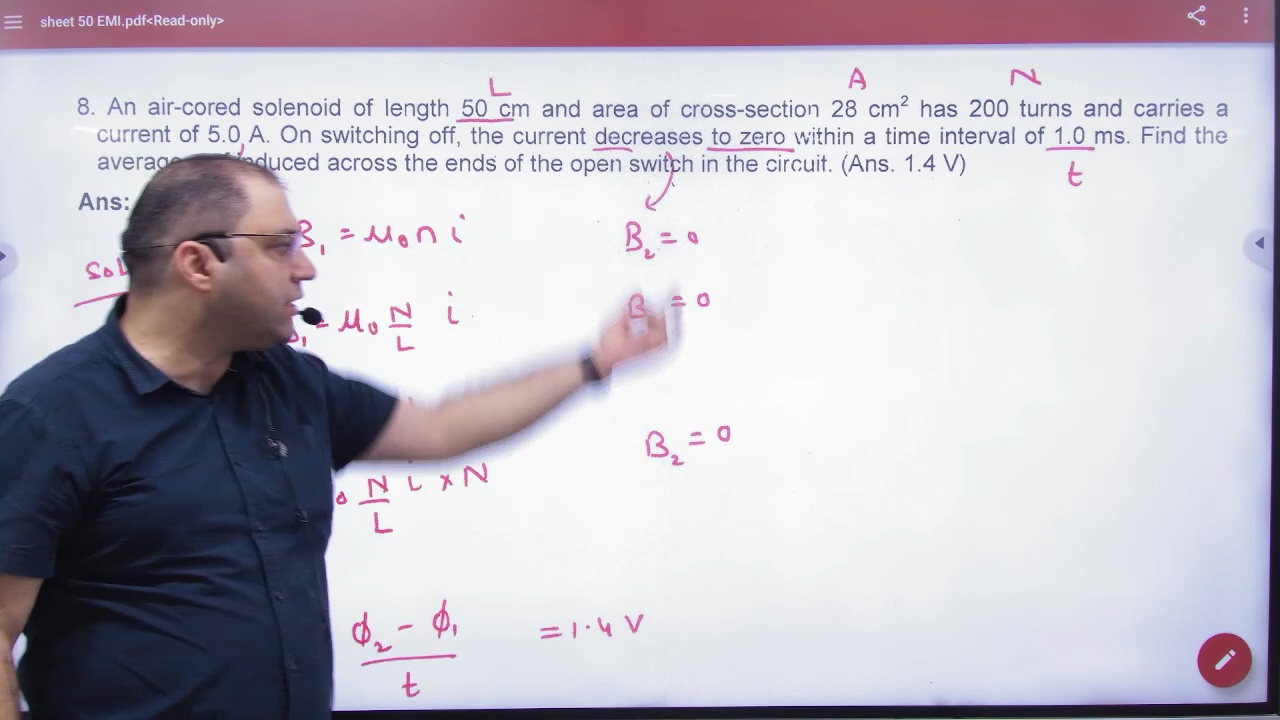 sheet 50 EMI.pdf<Read-only>
L A N
8. An air-cored solenoid of length 50 cm and area of cross-section 28 cm² has 200 turns and carries a
current of 5.0 A. On switching off, the current decreases to zero within a time interval of 1.0 ms. Find the
average induced across the ends of the open switch in the circuit. (Ans. 1.4 V)
t
Ans:
B₁ = μ₀ n i B₂ = 0
Sol
= μ₀ N/L i B = 0
B₂ = 0
N/L i × N
ϕ₂ - ϕ₁ / t = 1.4 V